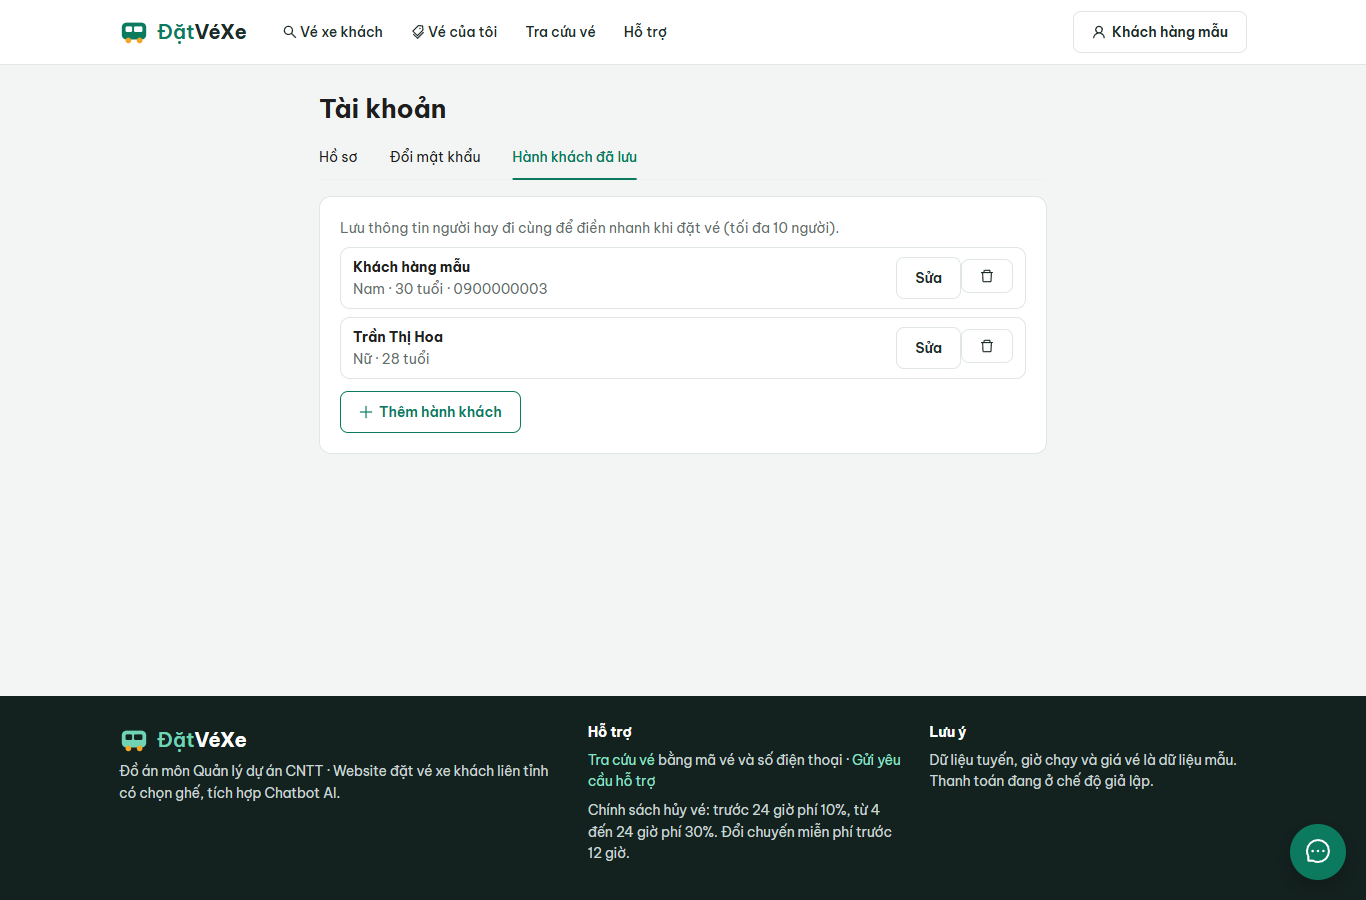 ĐặtVéXe
Vé xe khách
Vé của tôi
Tra cứu vé
Hỗ trợ
Khách hàng mẫu
Tài khoản
Hồ sơ
Đổi mật khẩu
Hành khách đã lưu
Lưu thông tin người hay đi cùng để điền nhanh khi đặt vé (tối đa 10 người).
Khách hàng mẫu
Nam · 30 tuổi · 0900000003
Sửa
Trần Thị Hoa
Nữ · 28 tuổi
Sửa
Thêm hành khách
ĐặtVéXe
Đồ án môn Quản lý dự án CNTT · Website đặt vé xe khách liên tỉnh
có chọn ghế, tích hợp Chatbot AI.
Hỗ trợ
Tra cứu vé bằng mã vé và số điện thoại · Gửi yêu
cầu hỗ trợ
Chính sách hủy vé: trước 24 giờ phí 10%, từ 4
đến 24 giờ phí 30%. Đổi chuyến miễn phí trước
12 giờ.
Lưu ý
Dữ liệu tuyến, giờ chạy và giá vé là dữ liệu mẫu.
Thanh toán đang ở chế độ giả lập.